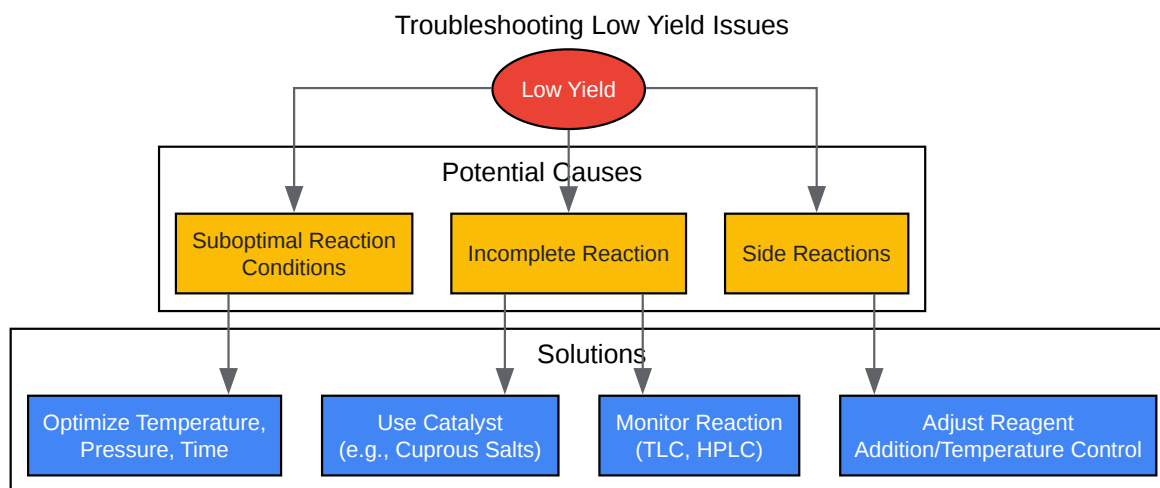 Troubleshooting Low Yield Issues
Low Yield
Potential Causes
Suboptimal Reaction
Conditions
Incomplete Reaction
Side Reactions
Solutions
Optimize Temperature,
Pressure, Time
Use Catalyst
(e.g., Cuprous Salts)
Monitor Reaction
(TLC, HPLC)
Adjust Reagent
Addition/Temperature Control